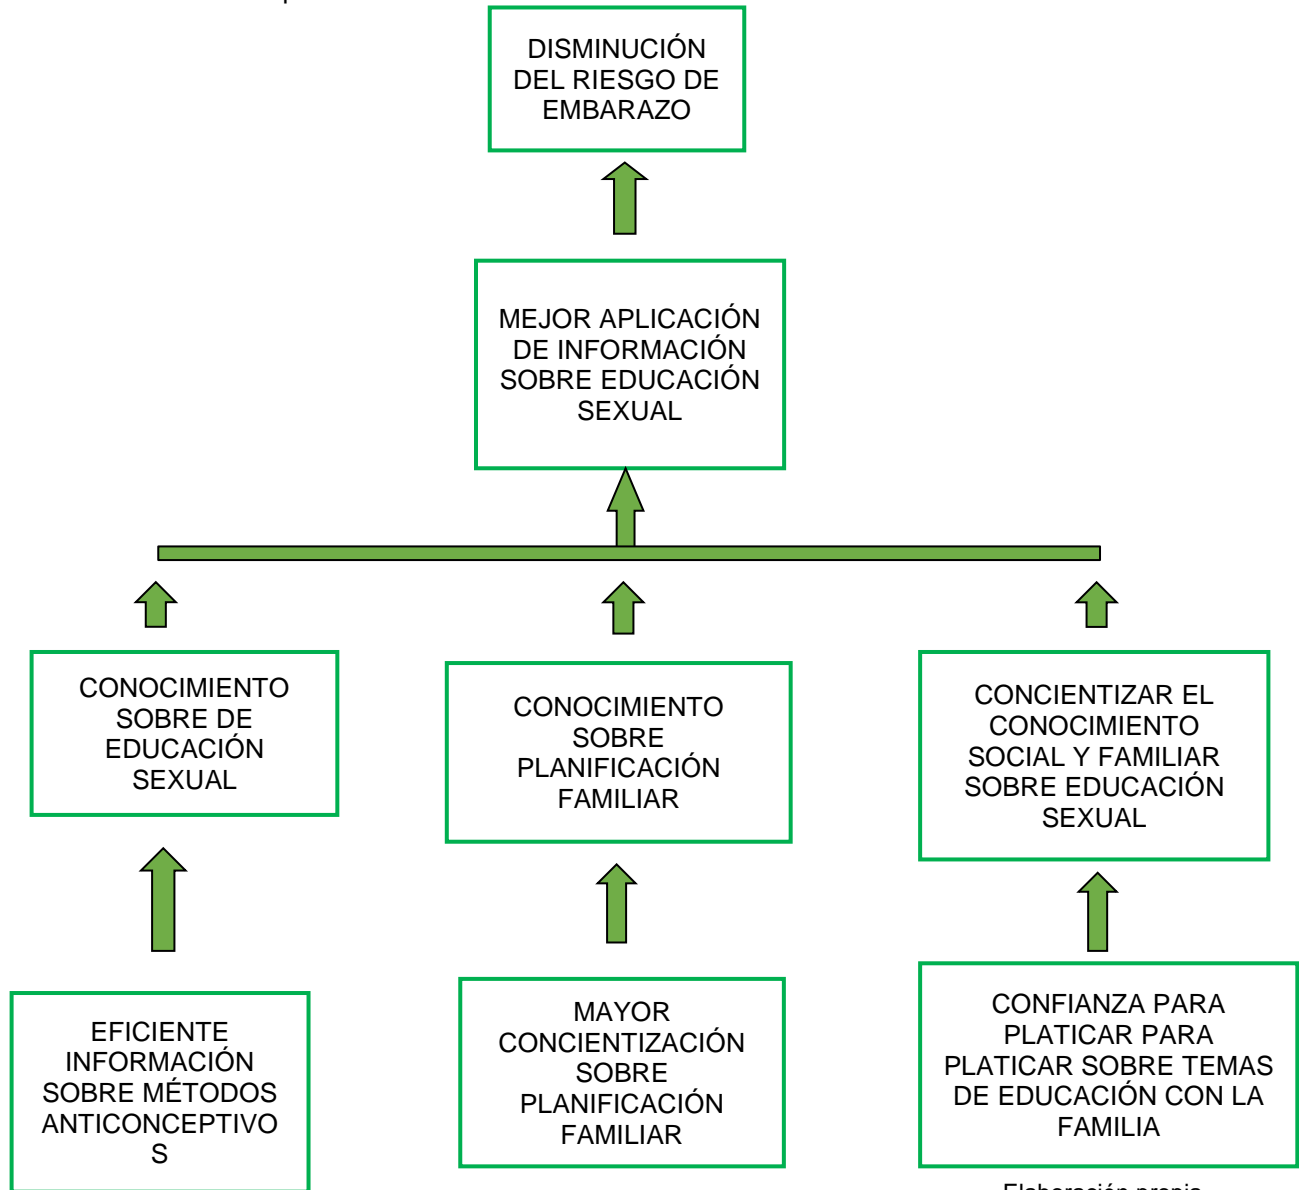 DISMINUCIÓN
DEL RIESGO DE
EMBARAZO
MEJOR APLICACIÓN
DE INFORMACIÓN
SOBRE EDUCACIÓN
SEXUAL
CONOCIMIENTO
SOBRE DE
EDUCACIÓN
SEXUAL
CONOCIMIENTO
SOBRE
PLANIFICACIÓN
FAMILIAR
CONCIENTIZAR EL
CONOCIMIENTO
SOCIAL Y FAMILIAR
SOBRE EDUCACIÓN
SEXUAL
EFICIENTE
INFORMACIÓN
SOBRE MÉTODOS
ANTICONCEPTIVO
S
MAYOR
CONCIENTIZACIÓN
SOBRE
PLANIFICACIÓN
FAMILIAR
CONFIANZA PARA
PLATICAR PARA
PLATICAR SOBRE TEMAS
DE EDUCACIÓN CON LA
FAMILIA
Elaboración propia